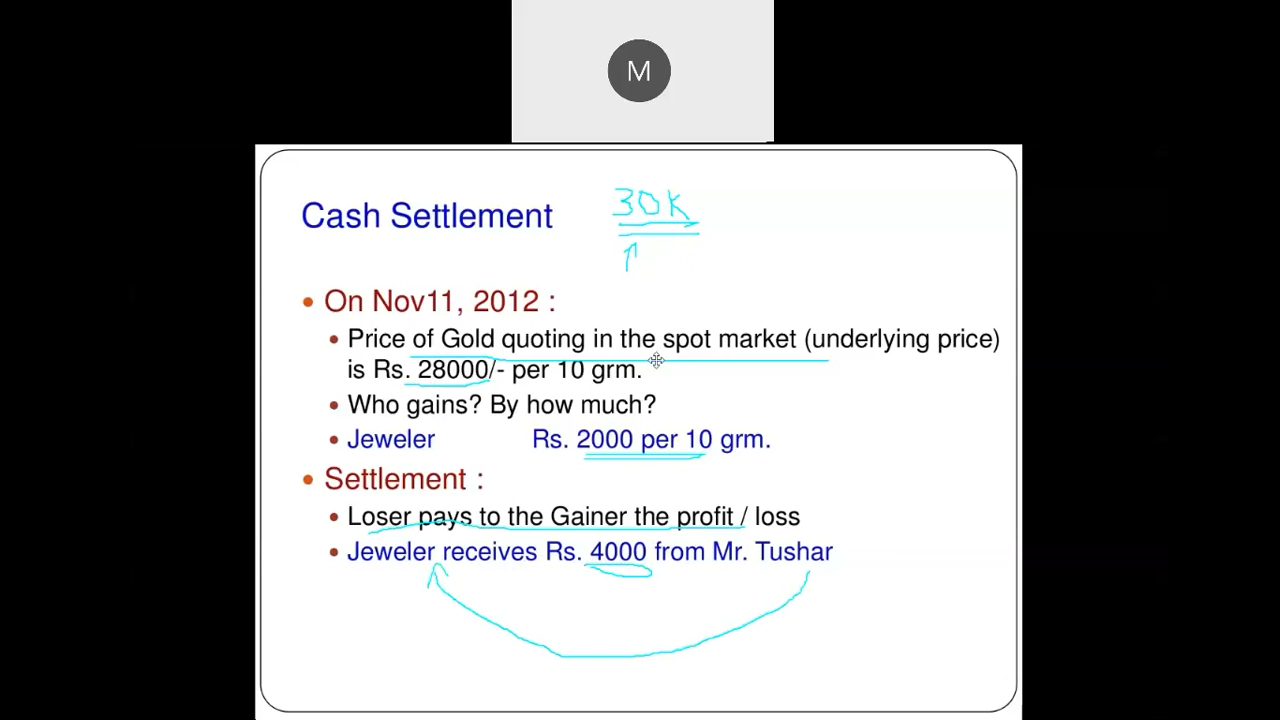 M
Cash Settlement 30K
• On Nov11, 2012 :
• Price of Gold quoting in the spot market (underlying price)
is Rs. 28000/- per 10 grm.
• Who gains? By how much?
• Jeweler Rs. 2000 per 10 grm.
• Settlement :
• Loser pays to the Gainer the profit / loss
• Jeweler receives Rs. 4000 from Mr. Tushar